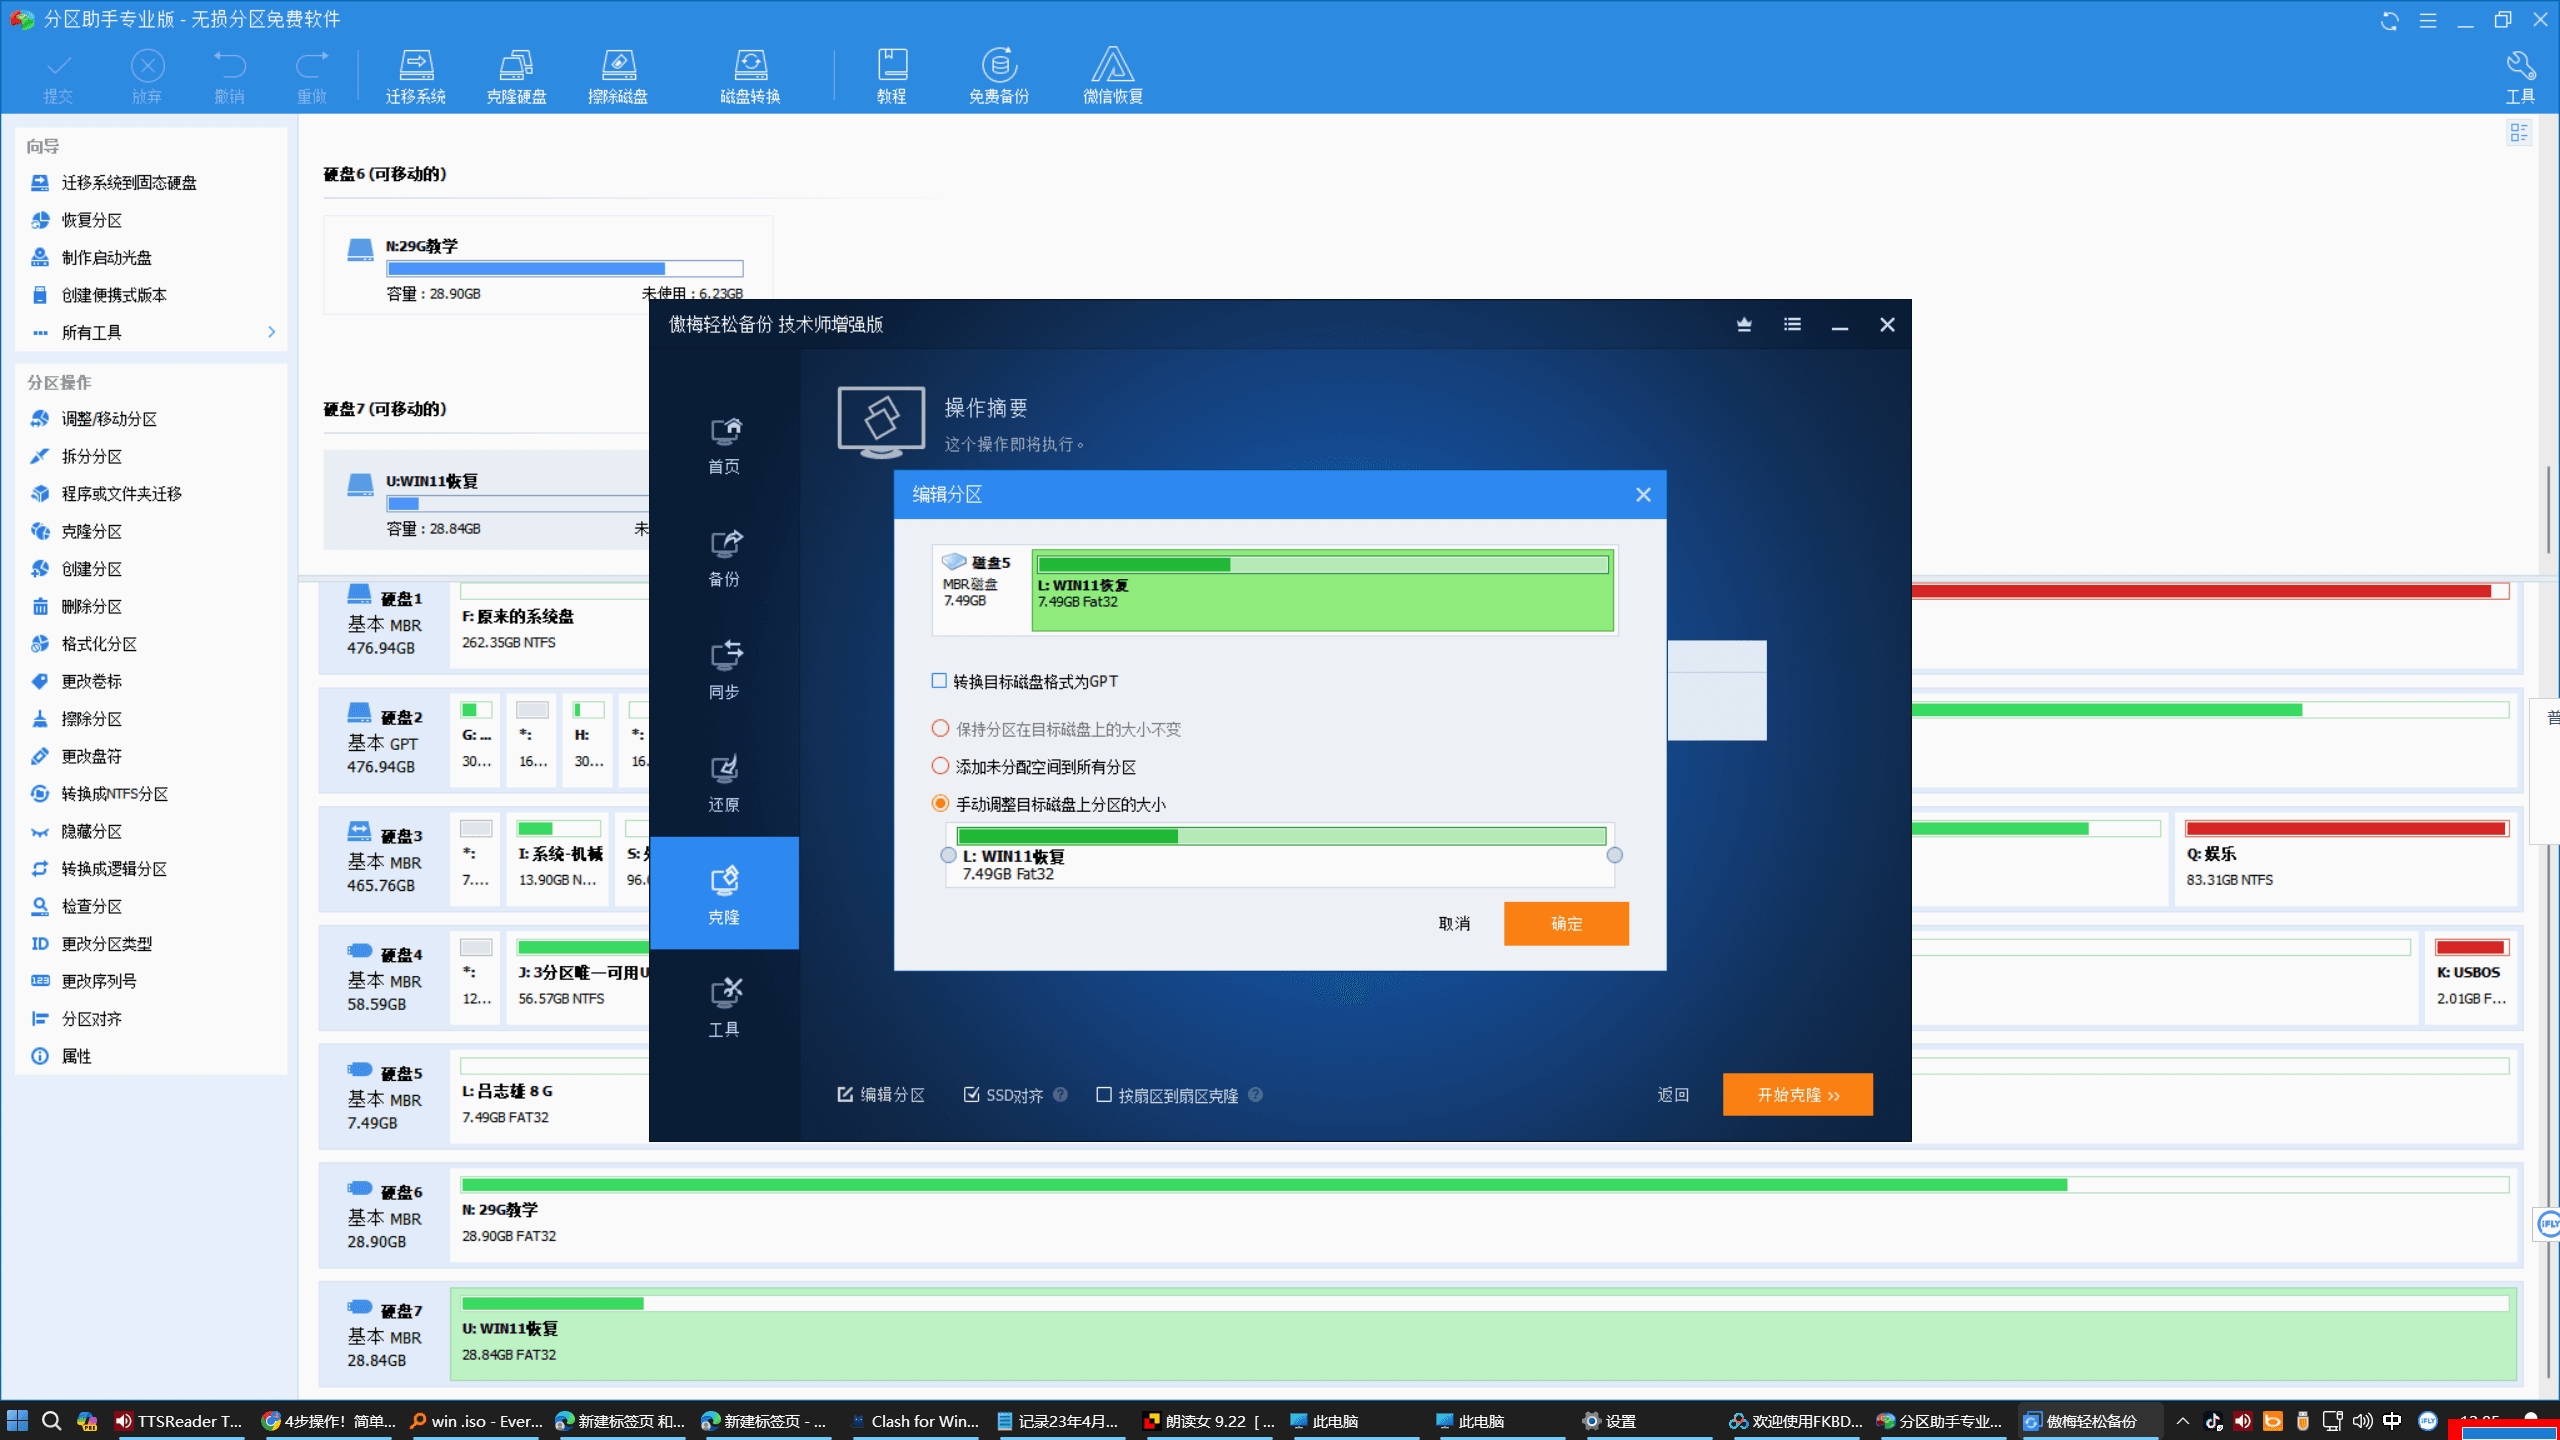 分区助手专业版 - 无损分区免费软件
提交
放弃
撤销
重做
迁移系统
克隆硬盘
擦除磁盘
磁盘转换
教程
免费备份
微信恢复
工具
向导
迁移系统到固态硬盘
恢复分区
制作启动光盘
创建便携式版本
所有工具
分区操作
调整/移动分区
拆分分区
程序或文件夹迁移
克隆分区
创建分区
删除分区
格式化分区
更改卷标
擦除分区
更改盘符
转换成NTFS分区
隐藏分区
转换成逻辑分区
检查分区
ID 更改分区类型
更改序列号
分区对齐
属性
硬盘6 (可移动的)
N:29G教学
容量 : 28.90GB
未使用 : 6.23GB
硬盘7 (可移动的)
U:WIN11恢复
容量 : 28.84GB
未
硬盘1
基本 MBR
476.94GB
F: 原来的系统盘
262.35GB NTFS
硬盘2
基本 GPT
476.94GB
G: ...
30...
*:
16...
H:
30...
*:
16.
硬盘3
基本 MBR
465.76GB
*:
7....
I: 系统-机械
13.90GB N...
S:
96.
Q: 娱乐
83.31GB NTFS
硬盘4
基本 MBR
58.59GB
*:
12...
J: 3分区唯一可用U
56.57GB NTFS
K: USBOS
2.01GB F...
硬盘5
基本 MBR
7.49GB
L: 吕志雄 8 G
7.49GB FAT32
硬盘6
基本 MBR
28.90GB
N: 29G教学
28.90GB FAT32
硬盘7
基本 MBR
28.84GB
U: WIN11恢复
28.84GB FAT32
傲梅轻松备份 技术师增强版
首页
备份
同步
还原
克隆
工具
操作摘要
这个操作即将执行。
编辑分区
磁盘5
MBR磁盘
7.49GB
L: WIN11恢复
7.49GB Fat32
转换目标磁盘格式为GPT
保持分区在目标磁盘上的大小不变
添加未分配空间到所有分区
手动调整目标磁盘上分区的大小
L: WIN11恢复
7.49GB Fat32
取消
确定
编辑分区
SSD对齐
按扇区到扇区克隆
返回
开始克隆 >>
普
iFLY
TTSReader T...
4步操作！简单...
win .iso - Ever...
新建标签页 和...
新建标签页 - ...
Clash for Win...
记录23年4月...
朗读女 9.22 [ ...
此电脑
此电脑
设置
欢迎使用FKBD...
分区助手专业...
傲梅轻松备份
中